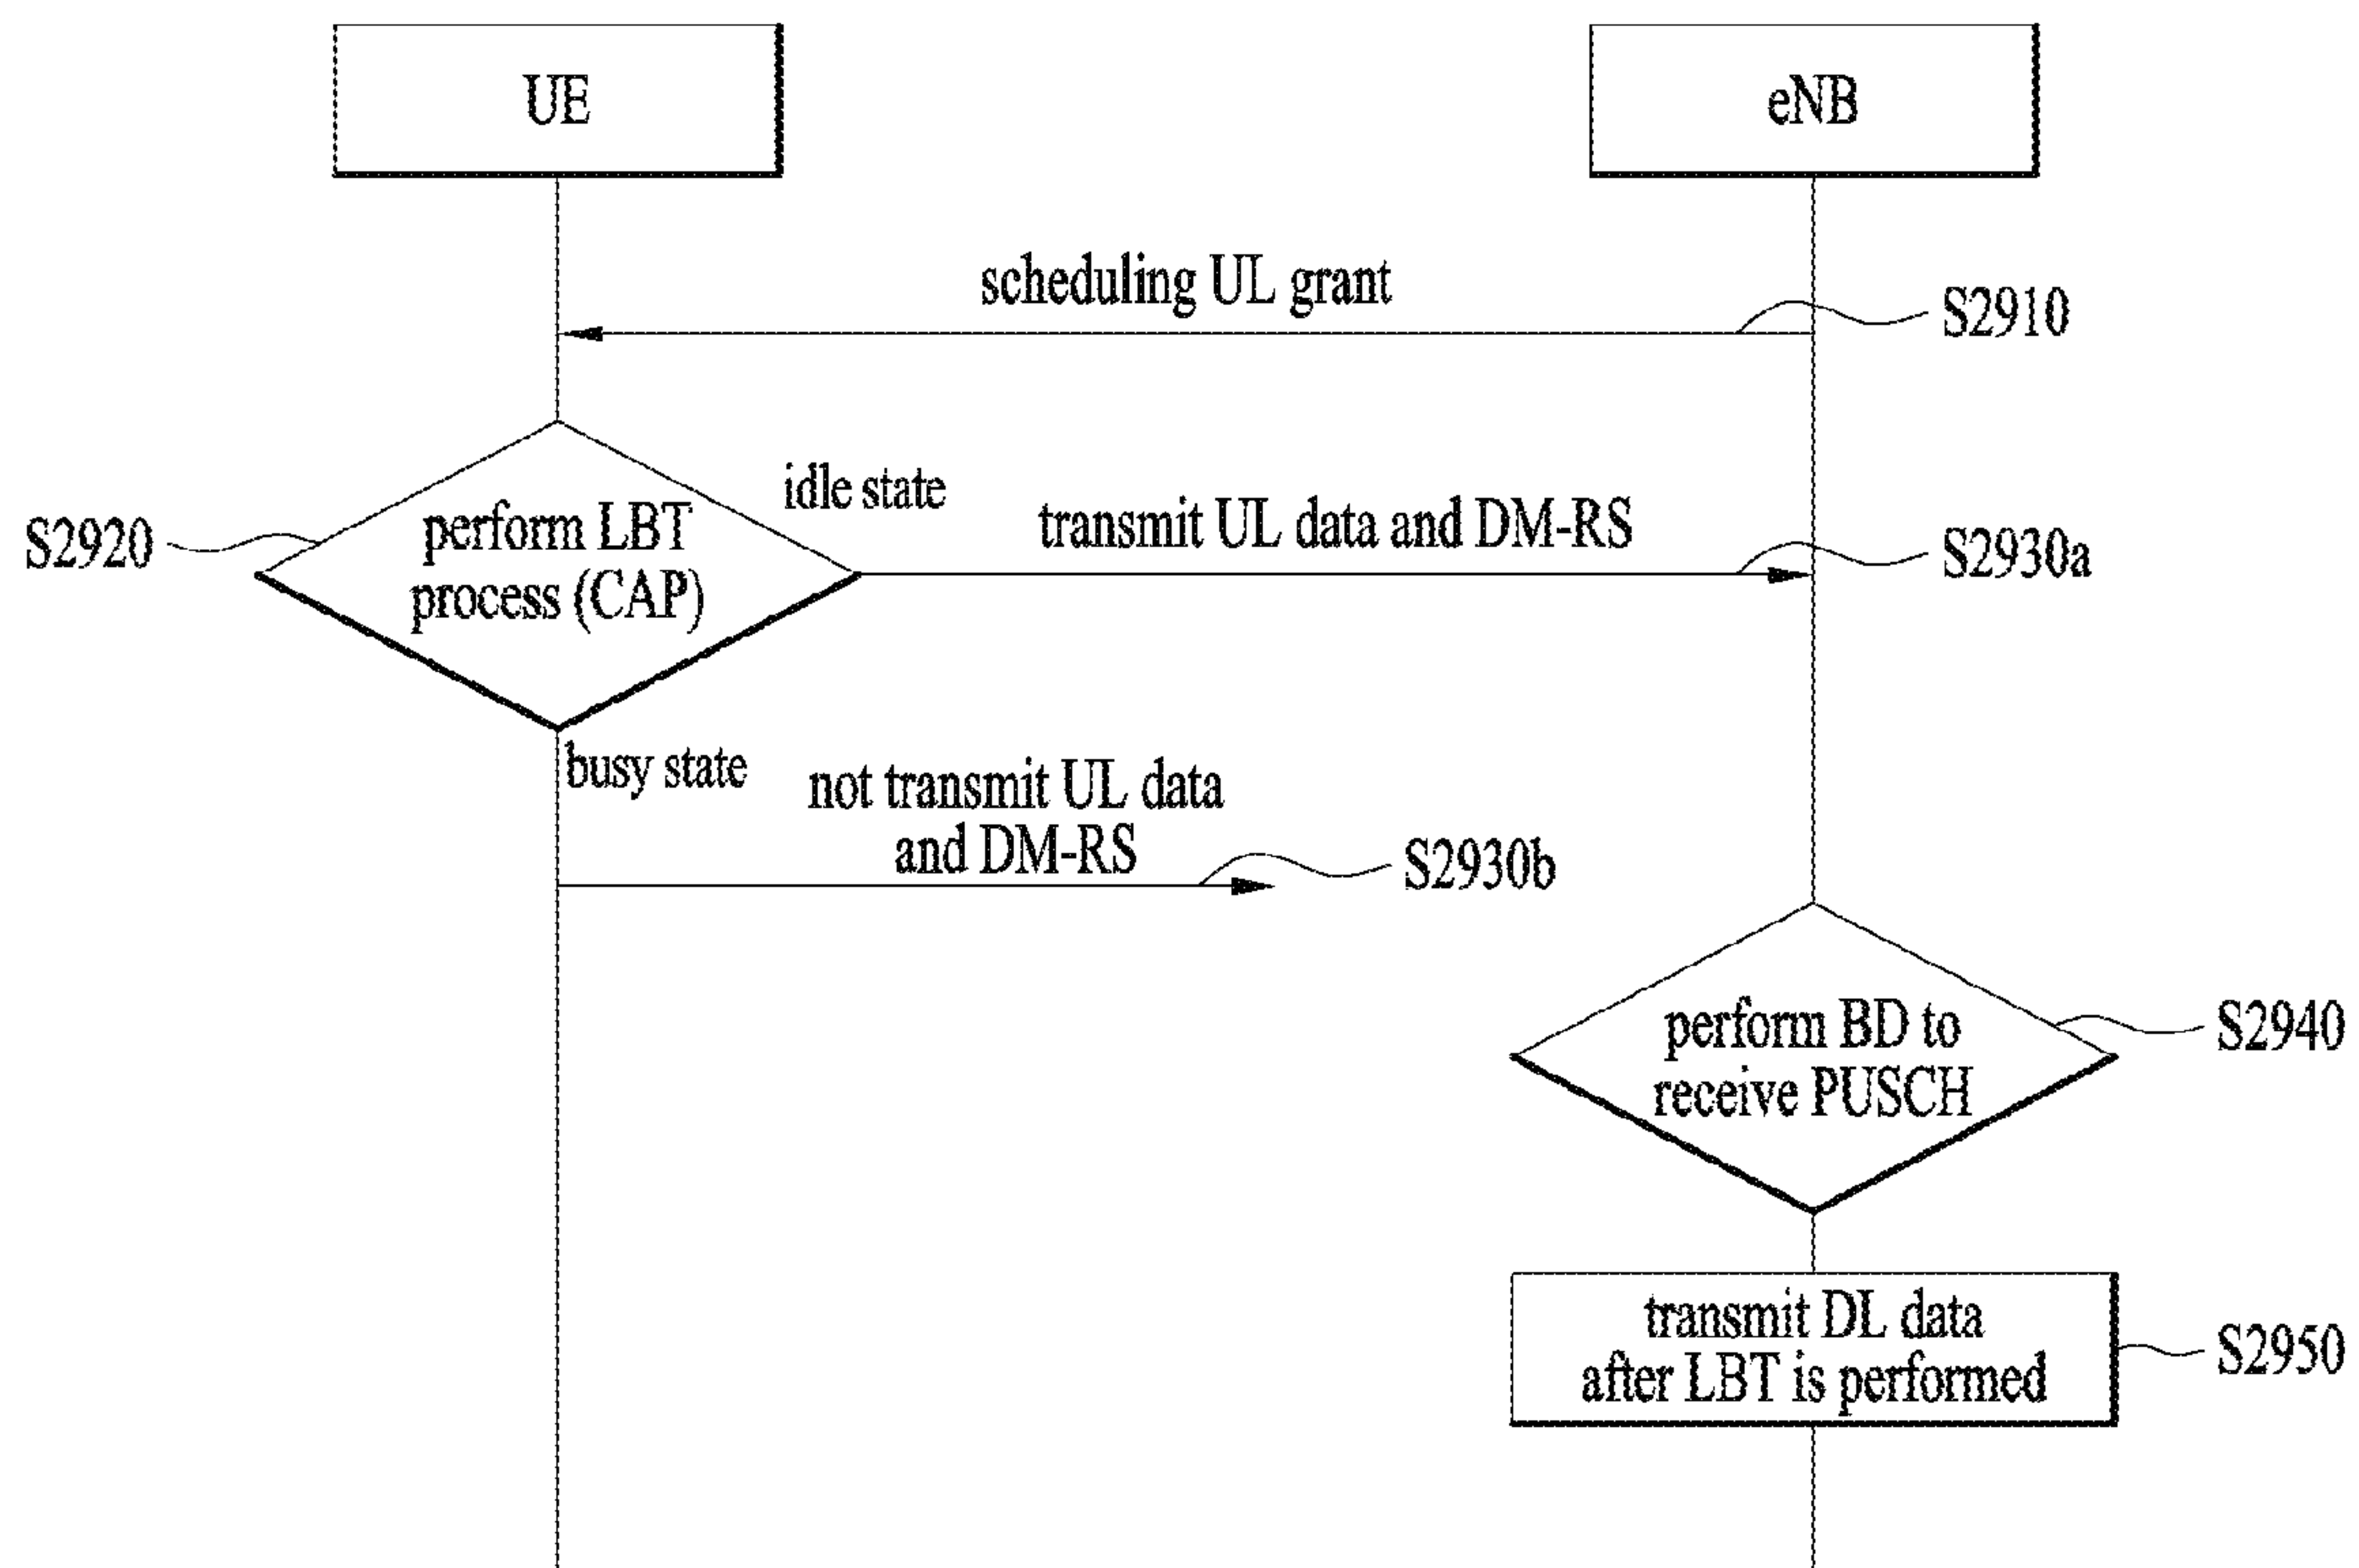 UE
eNB
scheduling UL grant
S2910
idle state
S2920
perform LBT
process (CAP)
transmit UL data and DM-RS
S2930a
busy state
not transmit UL data
and DM-RS
S2930b
perform BD to
receive PUSCH
S2940
transmit DL data
after LBT is performed
S2950